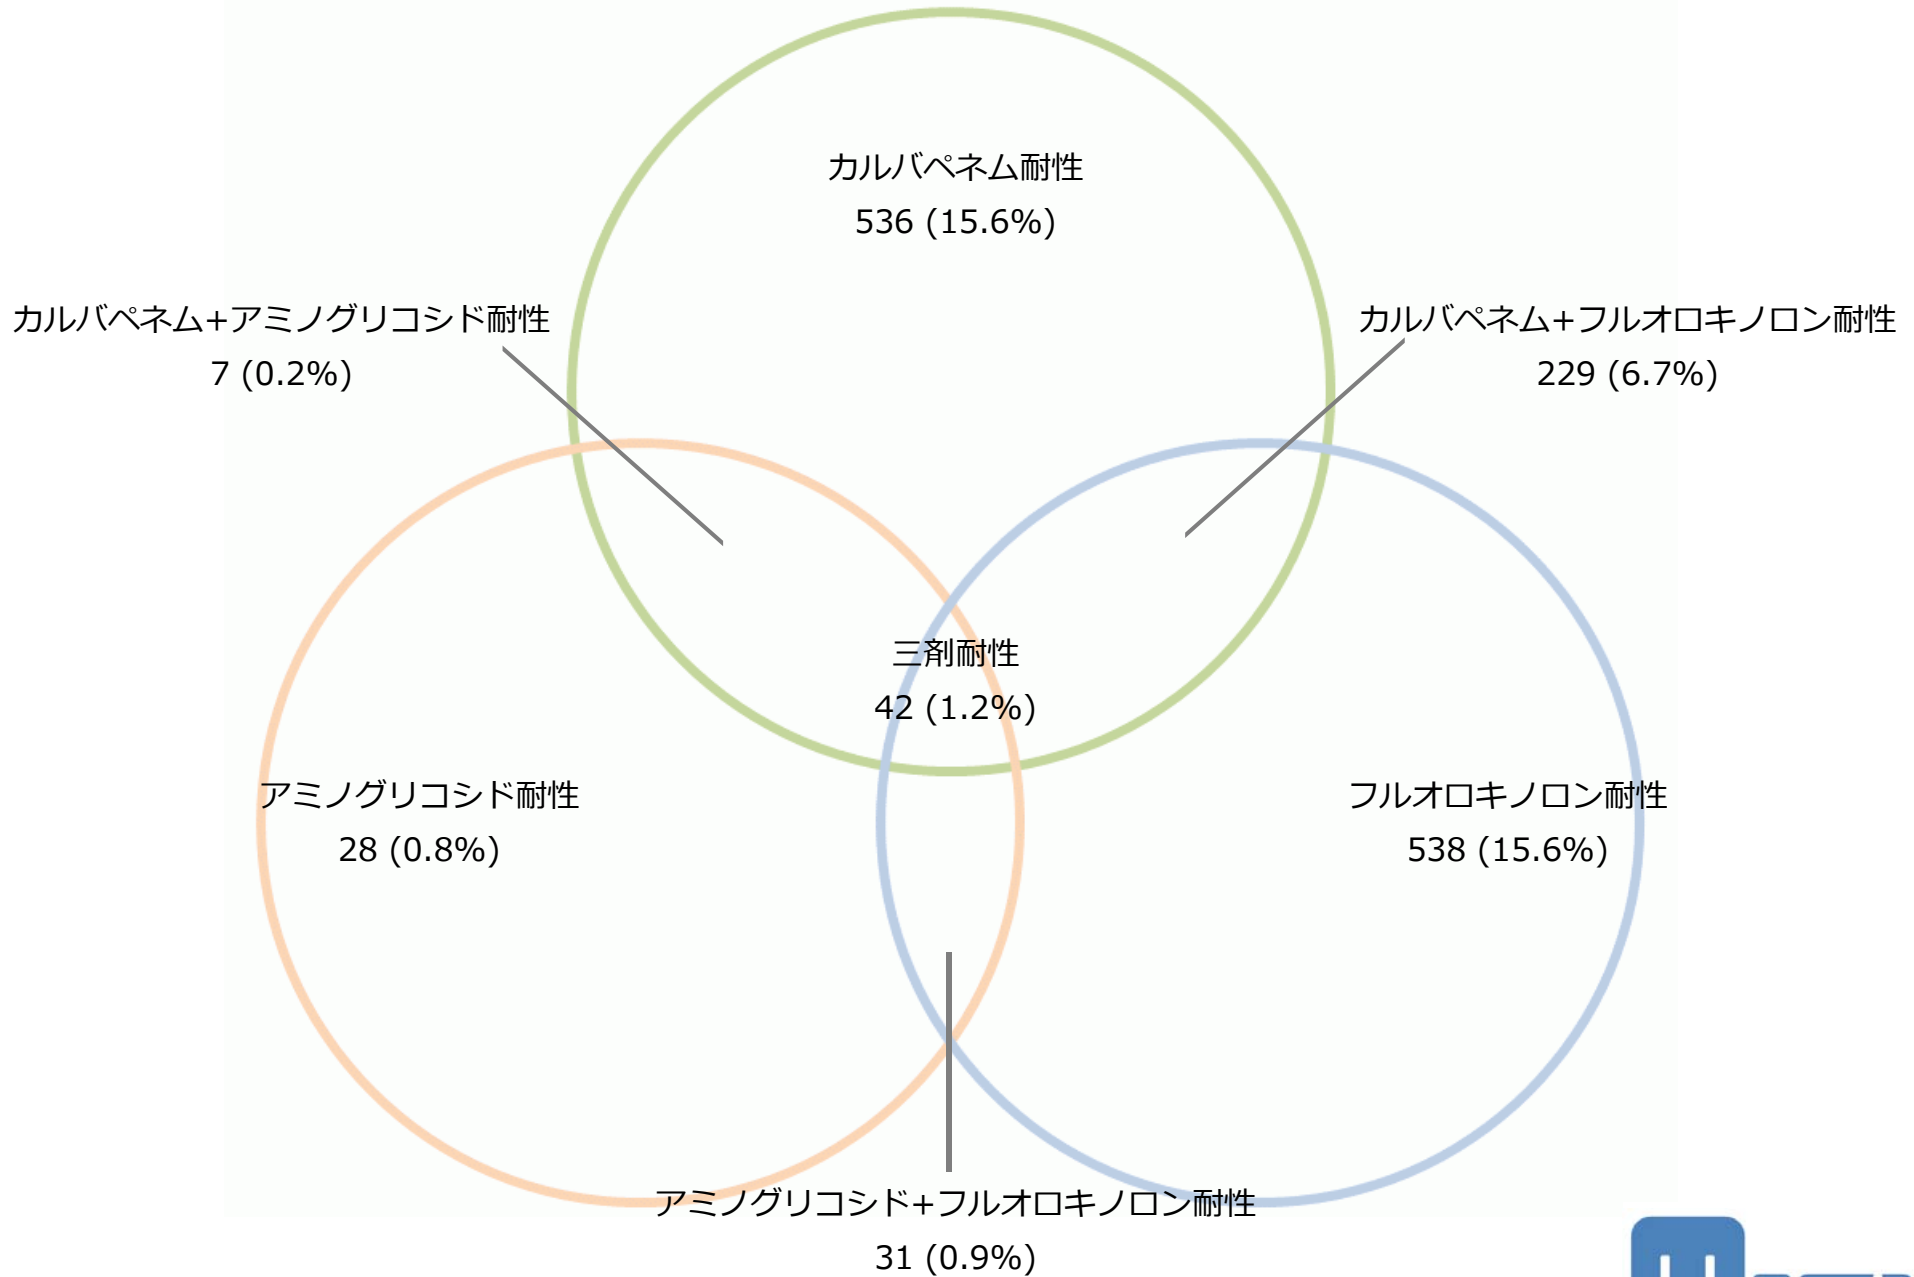 カルバペネム耐性
536 (15.6%)
カルバペネム+アミノグリコシド耐性
7 (0.2%)
カルバペネム+フルオロキノロン耐性
229 (6.7%)
三剤耐性
42 (1.2%)
アミノグリコシド耐性
28 (0.8%)
フルオロキノロン耐性
538 (15.6%)
アミノグリコシド+フルオロキノロン耐性
31 (0.9%)